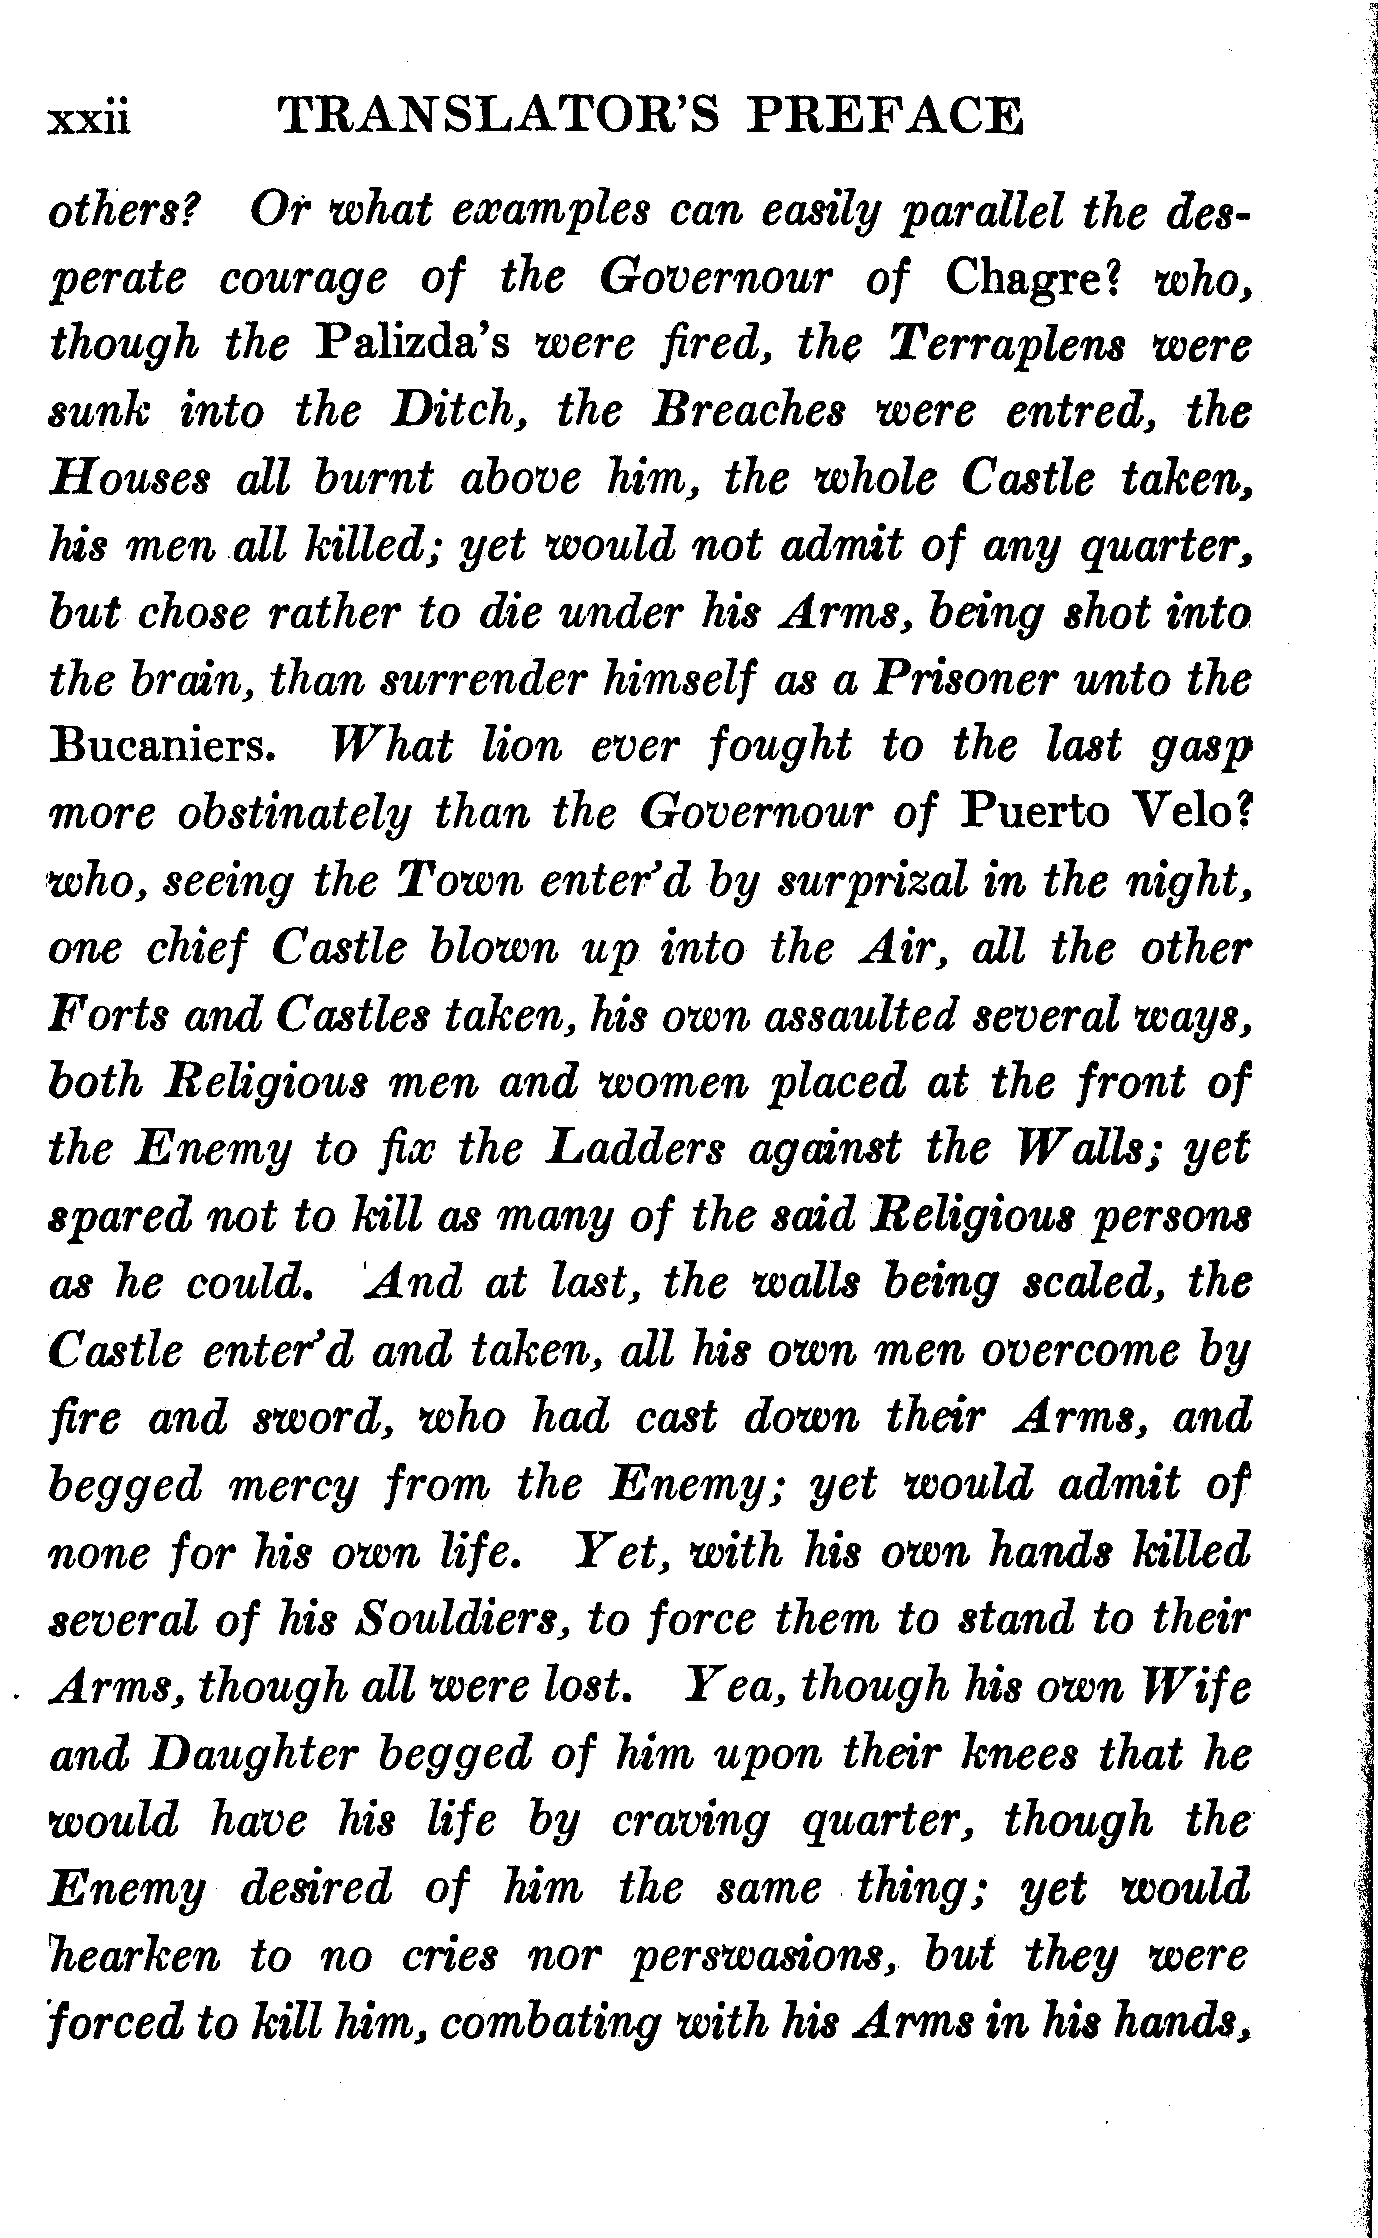 xxii TRANSLATOR'S PREFACE
others? Or what examples can easily parallel the des-
perate courage of the Governour of Chagre? who,
though the Palizda's were fired, the Terraplens were
sunk into the Ditch, the Breaches were entred, the
Houses all burnt above him, the whole Castle taken,
his men all killed; yet would not admit of any quarter,
but chose rather to die under his Arms, being shot into
the brain, than surrender himself as a Prisoner unto the
Bucaniers. What lion ever fought to the last gasp
more obstinately than the Governour of Puerto Velo?
who, seeing the Town enter'd by surprizal in the night,
one chief Castle blown up into the Air, all the other
Forts and Castles taken, his own assaulted several ways,
both Religious men and women placed at the front of
the Enemy to fix the Ladders against the Walls; yet
spared not to kill as many of the said Religious persons
as he could. And at last, the walls being scaled, the
Castle enter'd and taken, all his own men overcome by
fire and sword, who had cast down their Arms, and
begged mercy from the Enemy; yet would admit of
none for his own life. Yet, with his own hands killed
several of his Souldiers, to force them to stand to their
Arms, though all were lost. Yea, though his own Wife
and Daughter begged of him upon their knees that he
would have his life by craving quarter, though the
Enemy desired of him the same thing; yet would
hearken to no cries nor perswasions, but they were
forced to kill him, combating with his Arms in his hands,